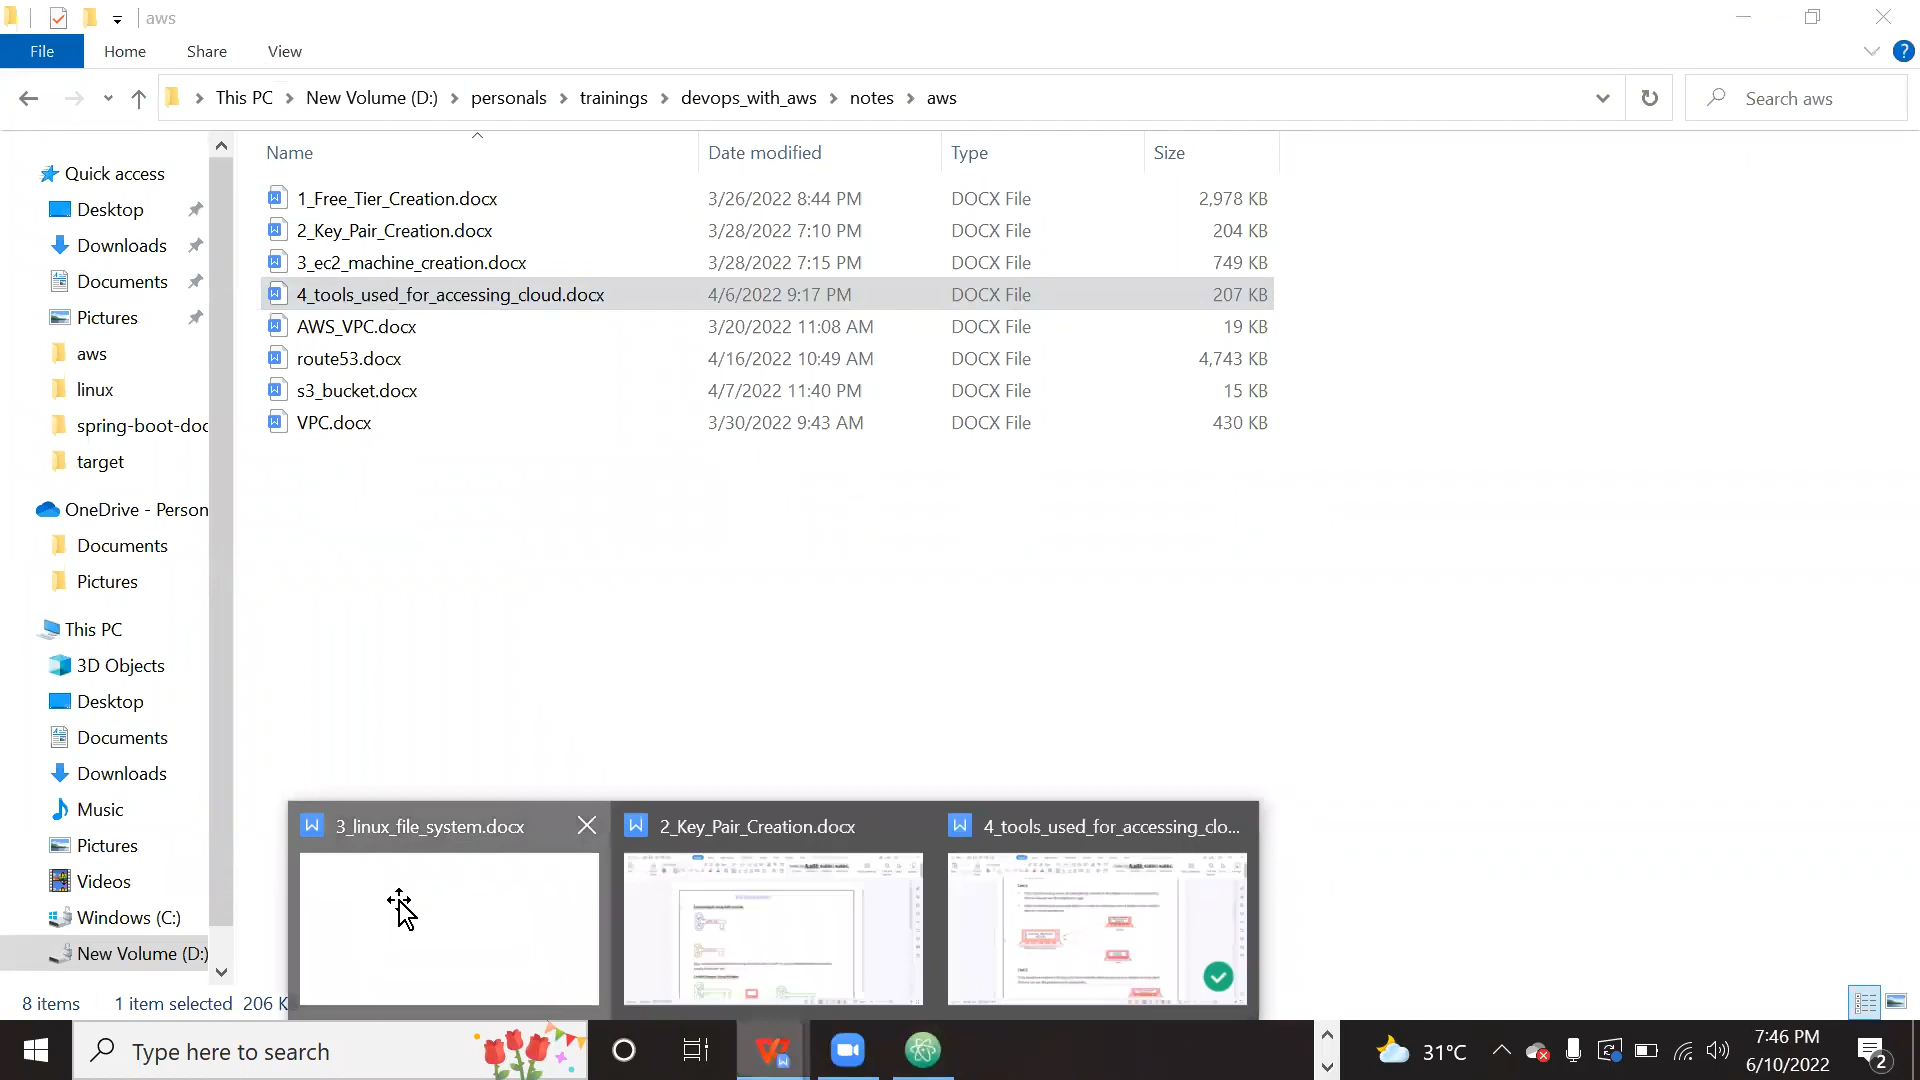 aws
File Home Share View
This PC New Volume (D:) personals trainings devops_with_aws notes aws
Search aws
Name Date modified Type Size
1_Free_Tier_Creation.docx 3/26/2022 8:44 PM DOCX File 2,978 KB
2_Key_Pair_Creation.docx 3/28/2022 7:10 PM DOCX File 204 KB
3_ec2_machine_creation.docx 3/28/2022 7:15 PM DOCX File 749 KB
4_tools_used_for_accessing_cloud.docx 4/6/2022 9:17 PM DOCX File 207 KB
AWS_VPC.docx 3/20/2022 11:08 AM DOCX File 19 KB
route53.docx 4/16/2022 10:49 AM DOCX File 4,743 KB
s3_bucket.docx 4/7/2022 11:40 PM DOCX File 15 KB
VPC.docx 3/30/2022 9:43 AM DOCX File 430 KB
Quick access
Desktop
Downloads
Documents
Pictures
aws
linux
spring-boot-doc
target
OneDrive - Person
Documents
Pictures
This PC
3D Objects
Desktop
Documents
Downloads
Music
Pictures
Videos
Windows (C:)
New Volume (D:)
3_linux_file_system.docx
2_Key_Pair_Creation.docx
4_tools_used_for_accessing_clo...
8 items 1 item selected 206 K
Type here to search
31°C
7:46 PM
6/10/2022
2